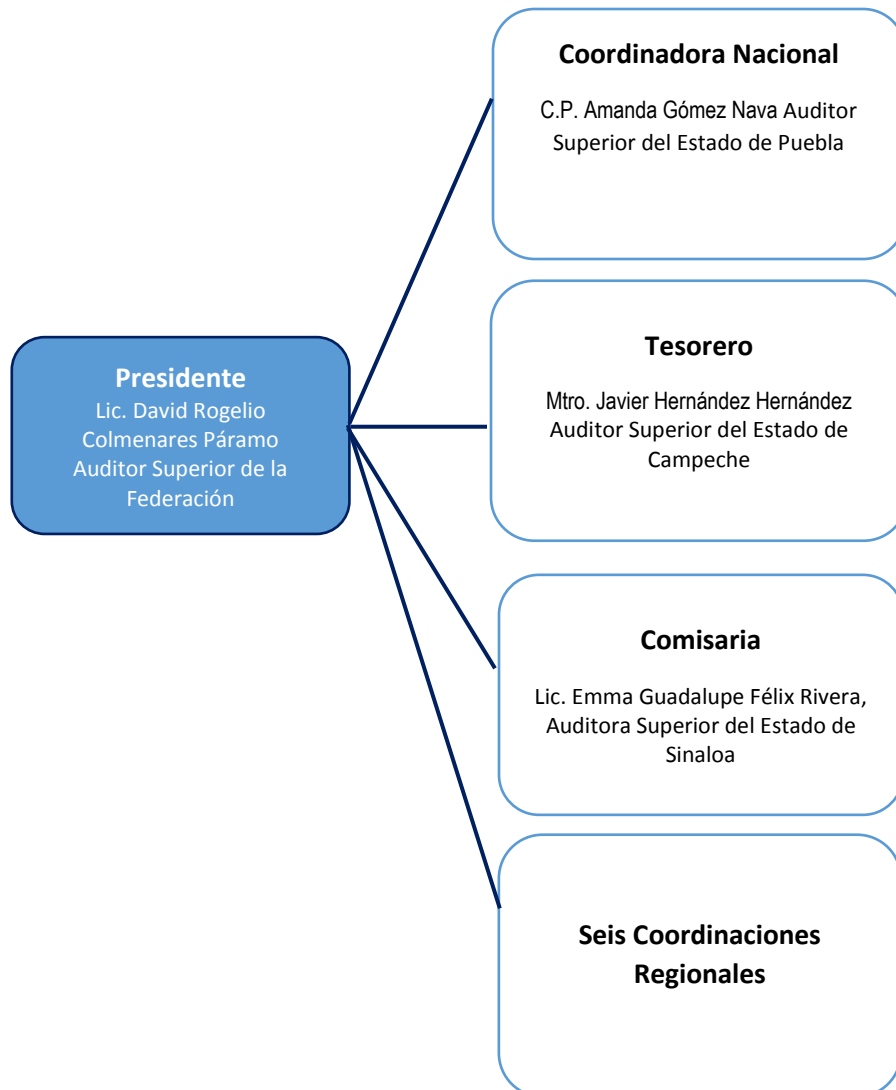 Coordinadora Nacional
C.P. Amanda Gómez Nava Auditor
Superior del Estado de Puebla
Presidente
Lic. David Rogelio
Colmenares Páramo
Auditor Superior de la
Federación
Tesorero
Mtro. Javier Hernández Hernández
Auditor Superior del Estado de
Campeche
Comisaria
Lic. Emma Guadalupe Félix Rivera,
Auditora Superior del Estado de
Sinaloa
Seis Coordinaciones
Regionales